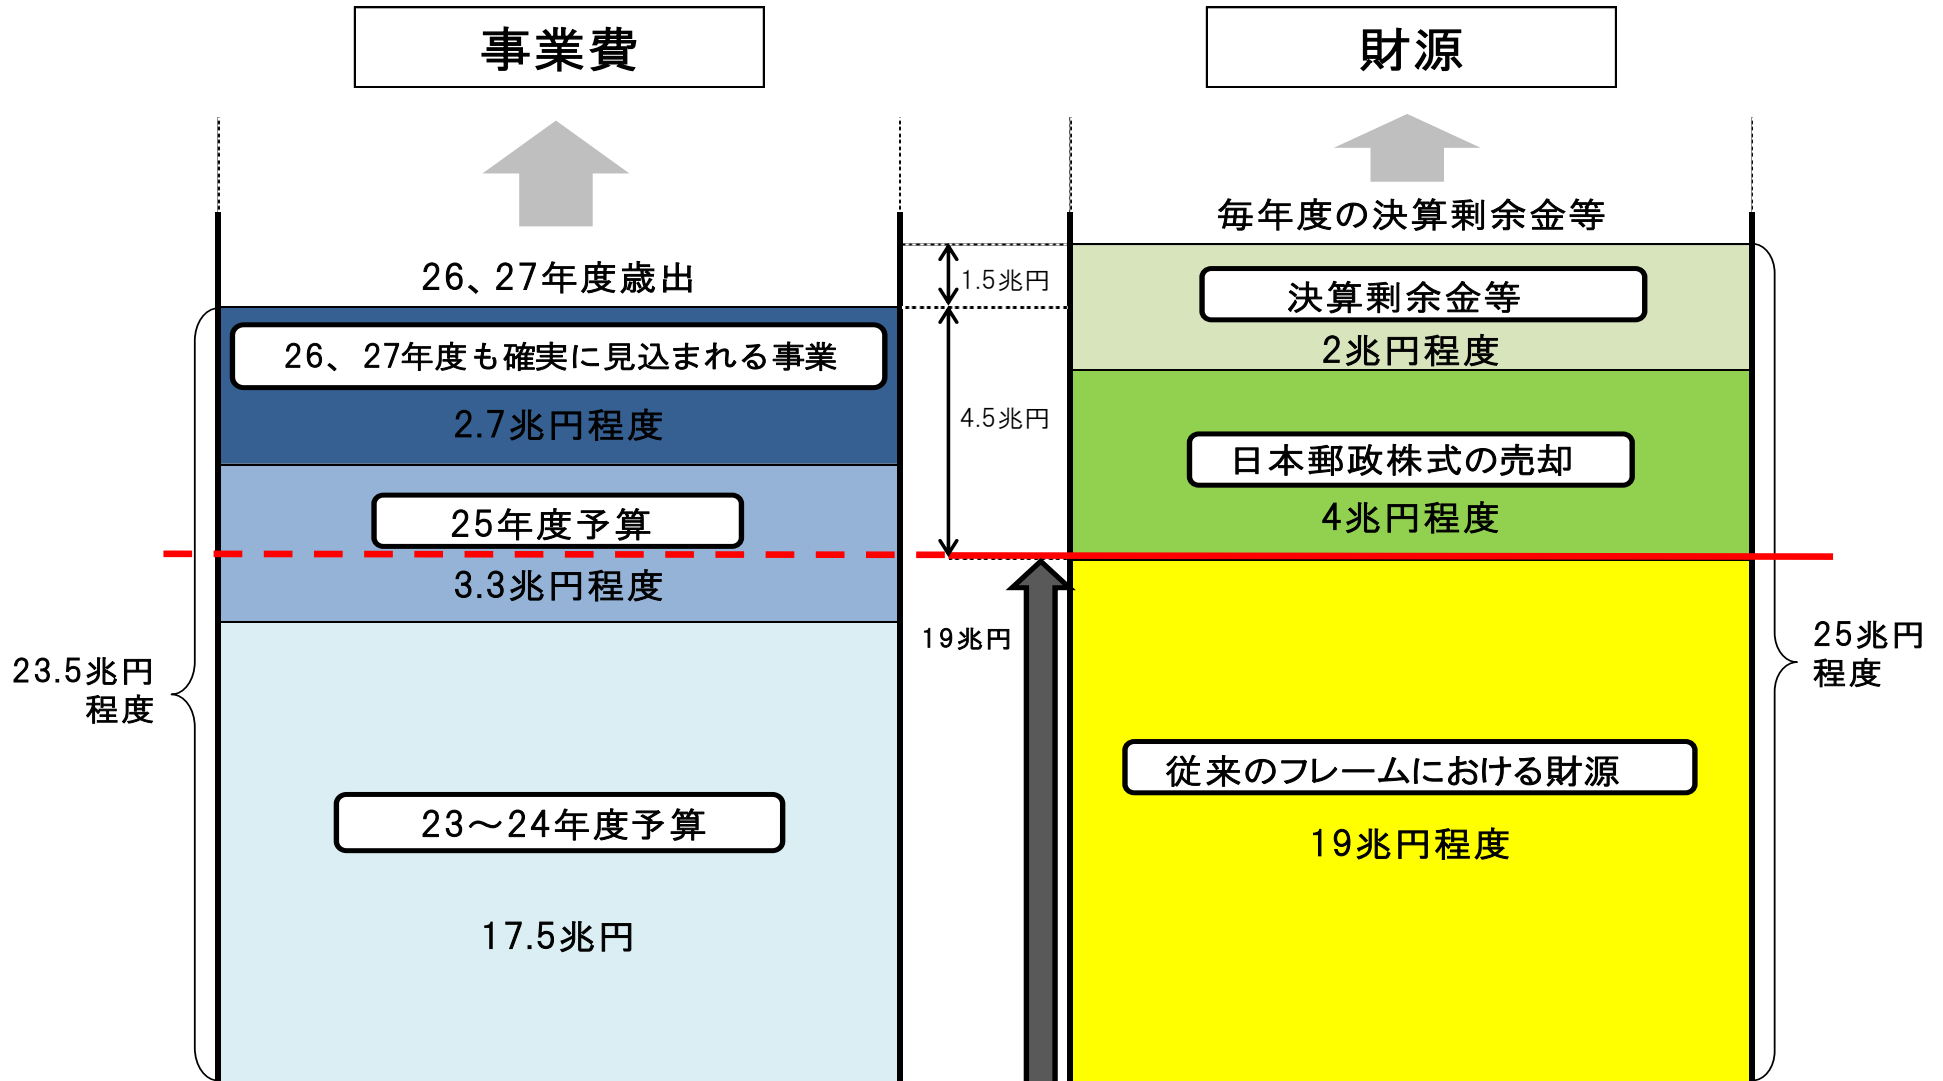 事業費
財源
毎年度の決算剰余金等
26、27年度歳出
1.5兆円
決算剰余金等
2兆円程度
26、27年度も確実に見込まれる事業
2.7兆円程度
4.5兆円
日本郵政株式の売却
4兆円程度
25年度予算
3.3兆円程度
19兆円
23.5兆円
程度
25兆円
程度
従来のフレームにおける財源
19兆円程度
23～24年度予算
17.5兆円